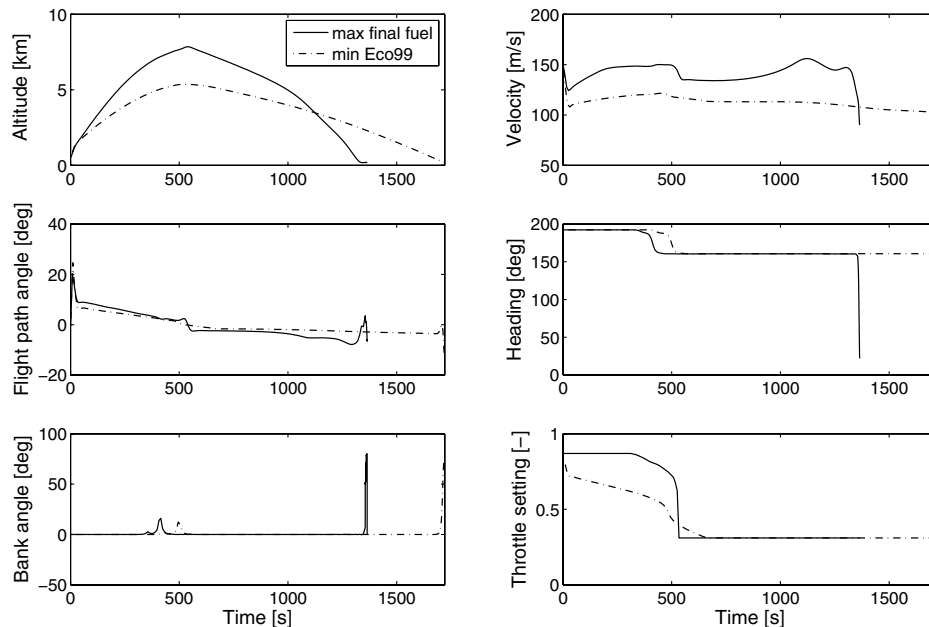 10
5
0
Altitude [km]
max final fuel
min Eco99
0 500 1000 1500
200
150
100
50
Velocity [m/s]
0 500 1000 1500
40
20
0
−20
Flight path angle [deg]
0 500 1000 1500
200
150
100
50
0
Heading [deg]
0 500 1000 1500
100
50
0
−50
Bank angle [deg]
0 500 1000 1500
Time [s]
1
0.5
0
Throttle setting [-]
0 500 1000 1500
Time [s]